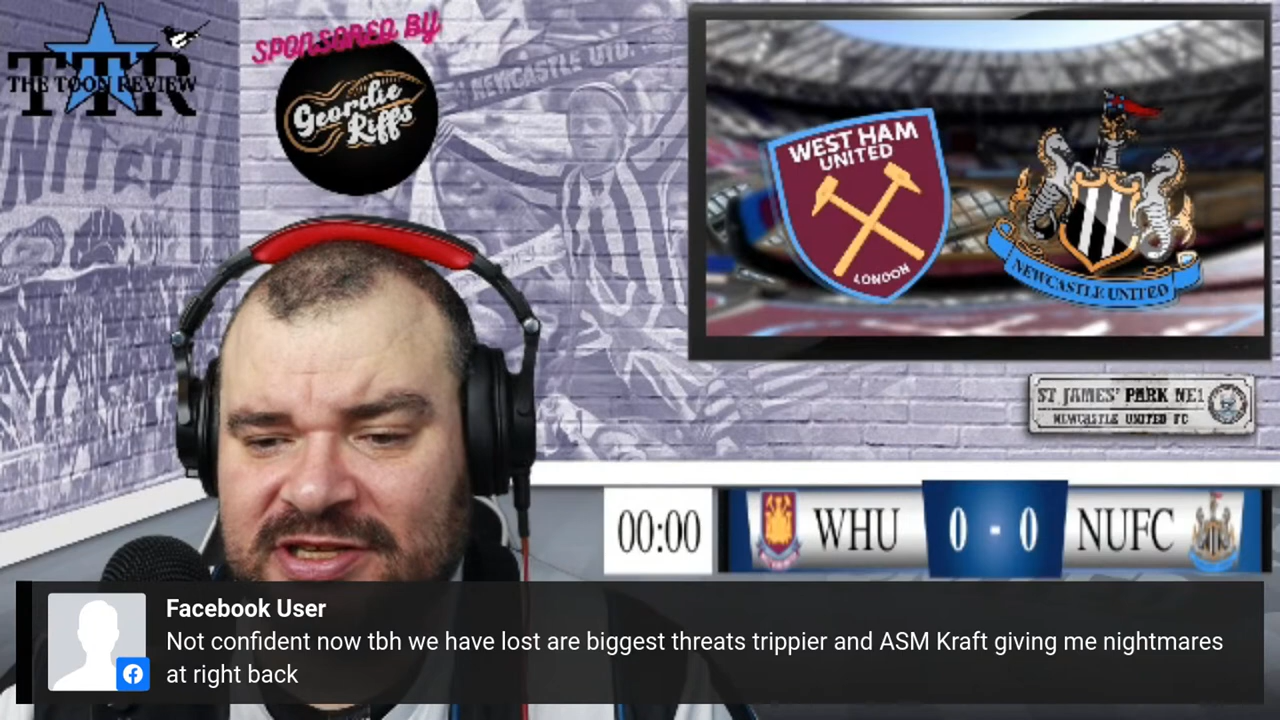 THE TOON REVIEW
TTR
SPONSORED BY
Geordie
Riffs
NEWCASTLE UTD.
UNITED
WEST HAM
UNITED
LONDON
NEWCASTLE UNITED
ST JAMES' PARK NE1
NEWCASTLE UNITED FC
00:00
WHU
0 - 0
NUFC
Facebook User
Not confident now tbh we have lost are biggest threats trippier and ASM Kraft giving me nightmares
at right back